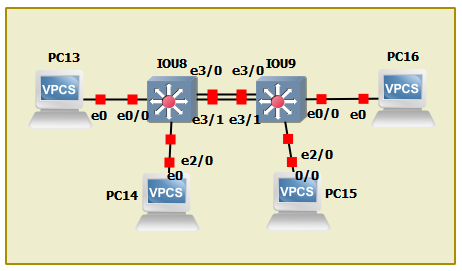 PC13
IOU8
IOU9
PC16
VPCS
e3/0
e3/0
VPCS
e0
e0/0
e3/1
e3/1
e0/0
e0
e2/0
e0
e2/0
0/0
PC14
VPCS
VPCS
PC15